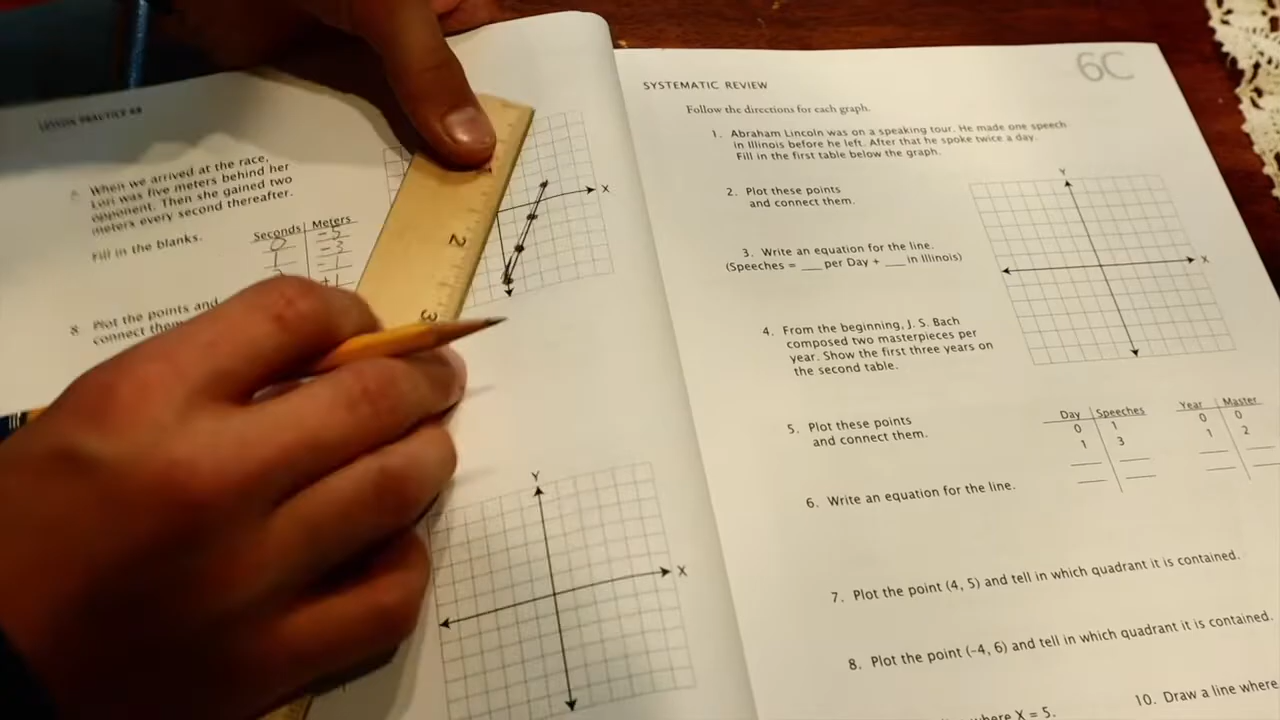 LESSON PRACTICE 6B
When we arrived at the race,
Lori was five meters behind her
opponent. Then she gained two
meters every second thereafter.
Fill in the blanks.
Seconds Meters
0 -5
1 -3
-1
8. Plot the points and
connect them
X
1
2
3
Y
X
SYSTEMATIC REVIEW
6C
Follow the directions for each graph.
1. Abraham Lincoln was on a speaking tour. He made one speech
in Illinois before he left. After that he spoke twice a day.
Fill in the first table below the graph.
2. Plot these points
and connect them.
3. Write an equation for the line.
(Speeches = ___ per Day + ___ in Illinois)
4. From the beginning, J. S. Bach
composed two masterpieces per
year. Show the first three years on
the second table.
5. Plot these points
and connect them.
6. Write an equation for the line.
Y
X
Day Speeches
0 1
1 3
Year Master
0 0
1 2
7. Plot the point (4, 5) and tell in which quadrant it is contained.
8. Plot the point (-4, 6) and tell in which quadrant it is contained.
where X = 5.
10. Draw a line where